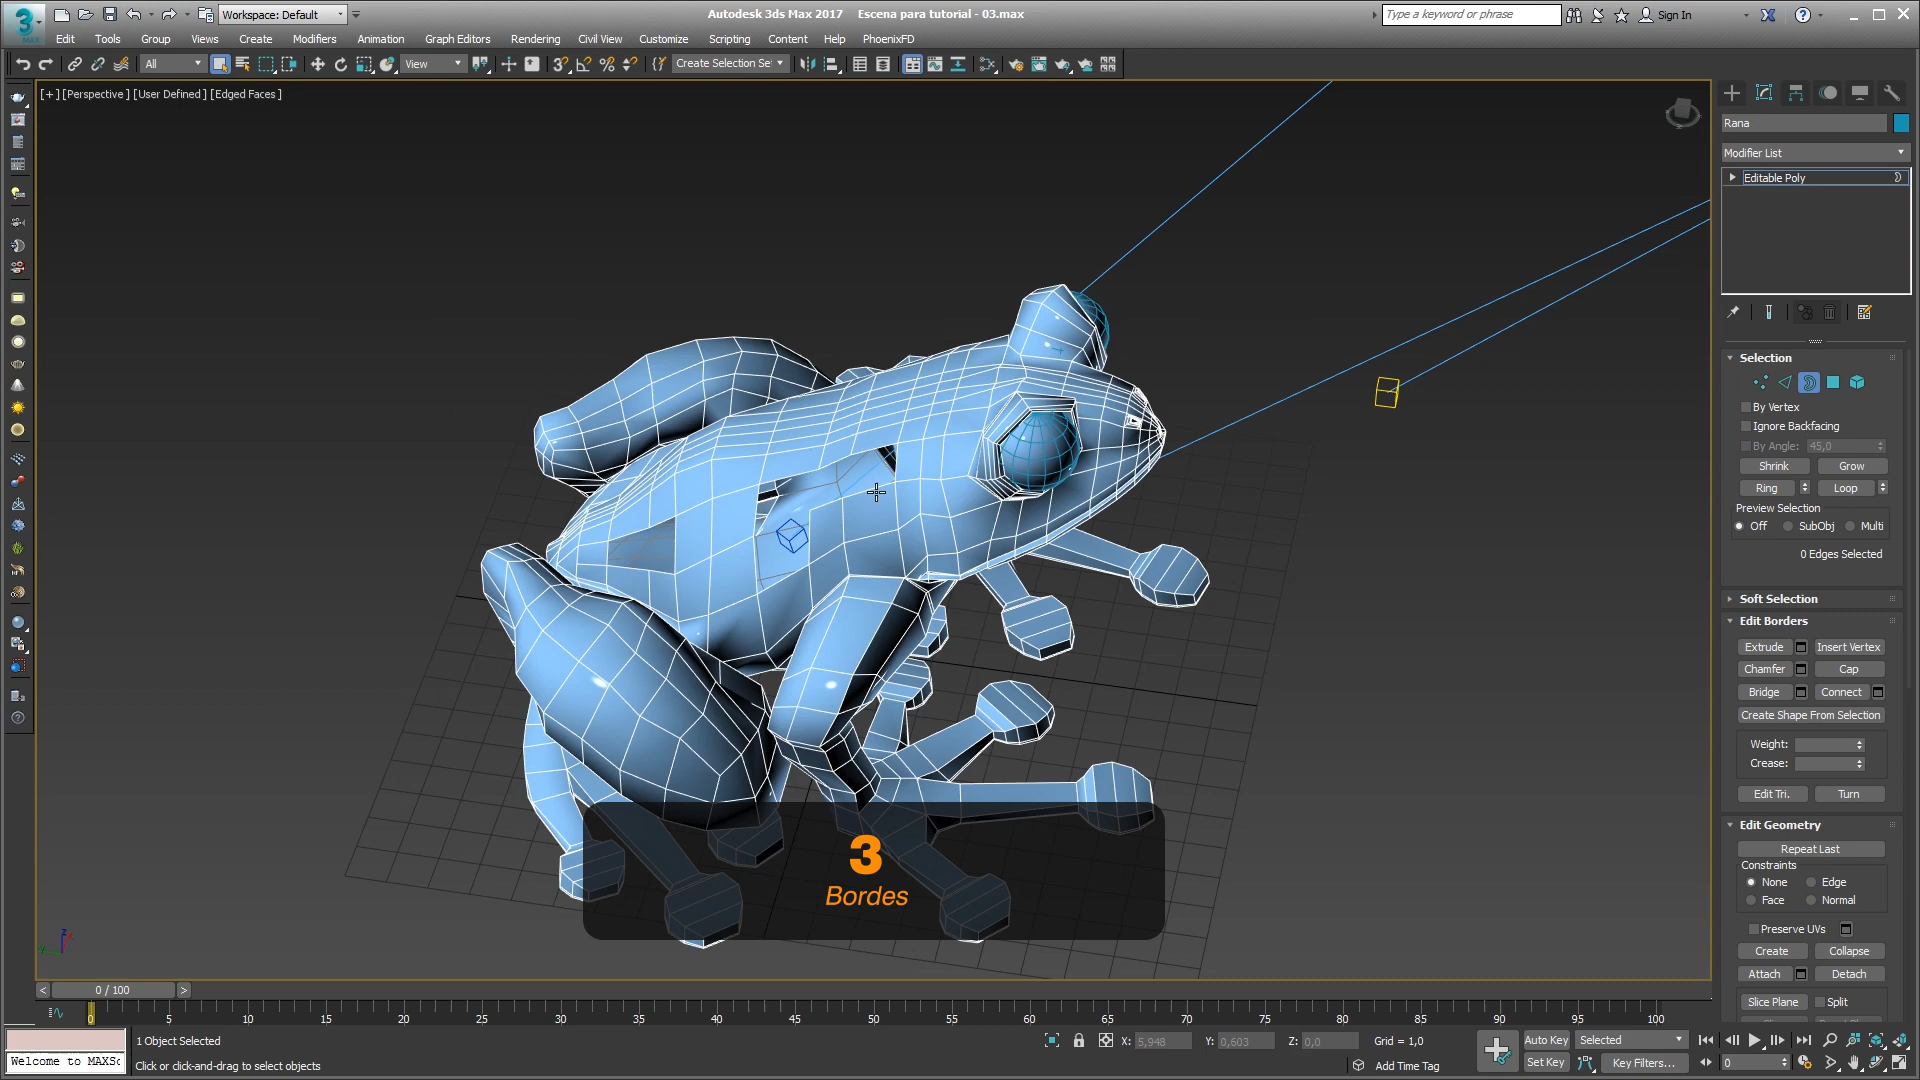 3
MAX
Workspace: Default
Autodesk 3ds Max 2017    Escena para tutorial - 03.max
Type a keyword or phrase
Sign In
Edit  Tools  Group  Views  Create  Modifiers  Animation  Graph Editors  Rendering  Civil View  Customize  Scripting  Content  Help  PhoenixFD
All
View
Create Selection Se
[+] [Perspective] [User Defined] [Edged Faces]
Rana
Modifier List
Editable Poly
Selection
By Vertex
Ignore Backfacing
By Angle: 45,0
Shrink  Grow
Ring  Loop
Preview Selection
Off  SubObj  Multi
0 Edges Selected
Soft Selection
Edit Borders
Extrude  Insert Vertex
Chamfer  Cap
Bridge  Connect
Create Shape From Selection
Weight:
Crease:
Edit Tri.  Turn
Edit Geometry
Repeat Last
Constraints
None  Edge
Face  Normal
Preserve UVs
Create  Collapse
Attach  Detach
Slice Plane  Split
3
Bordes
z
y
< 0 / 100 >
0 5 10 15 20 25 30 35 40 45 50 55 60 65 70 75 80 85 90 95 100
1 Object Selected
X: 5,948  Y: 0,603  Z: 0,0  Grid = 1,0
Auto Key  Selected
Welcome to MAXSc
Click or click-and-drag to select objects
Add Time Tag
Set Key  Key Filters...
0